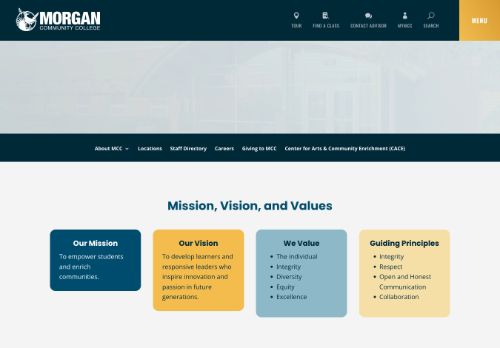 MORGAN
COMMUNITY COLLEGE
TOUR
FIND A CLASS
CONTACT ADVISOR
MYMCC
SEARCH
MENU
About MCC
Locations
Staff Directory
Careers
Giving to MCC
Center for Arts & Community Enrichment (CACE)
Mission, Vision, and Values
Our Mission
To empower students
and enrich
communities.
Our Vision
To develop learners and
responsive leaders who
inspire innovation and
passion in future
generations.
We Value
The individual
Integrity
Diversity
Equity
Excellence
Guiding Principles
Integrity
Respect
Open and Honest
Communication
Collaboration